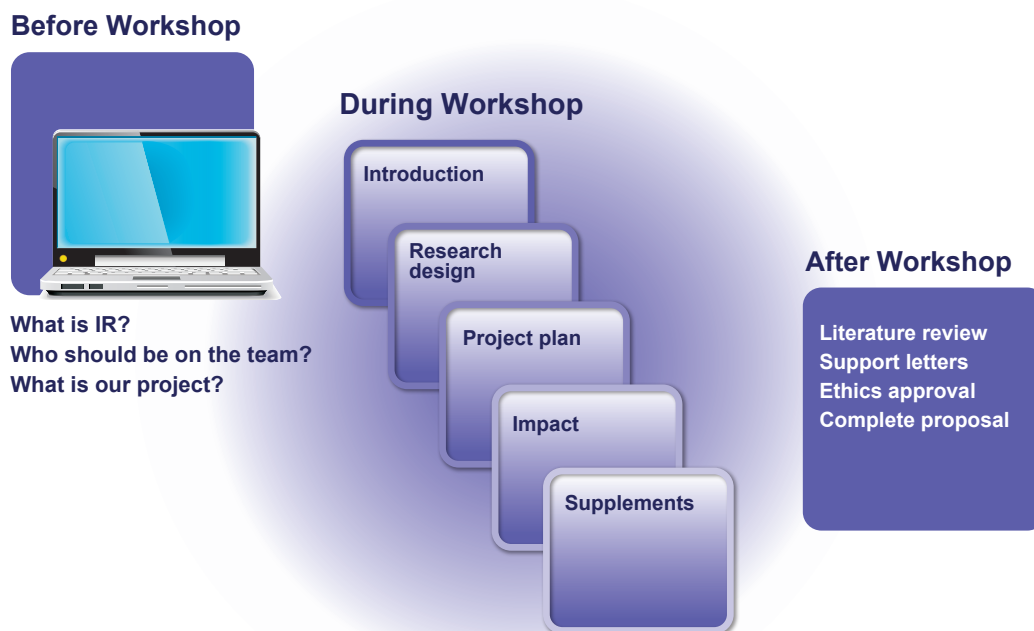 Before Workshop
What is IR?
Who should be on the team?
What is our project?
During Workshop
Introduction
Research
design
Project plan
Impact
Supplements
After Workshop
Literature review
Support letters
Ethics approval
Complete proposal